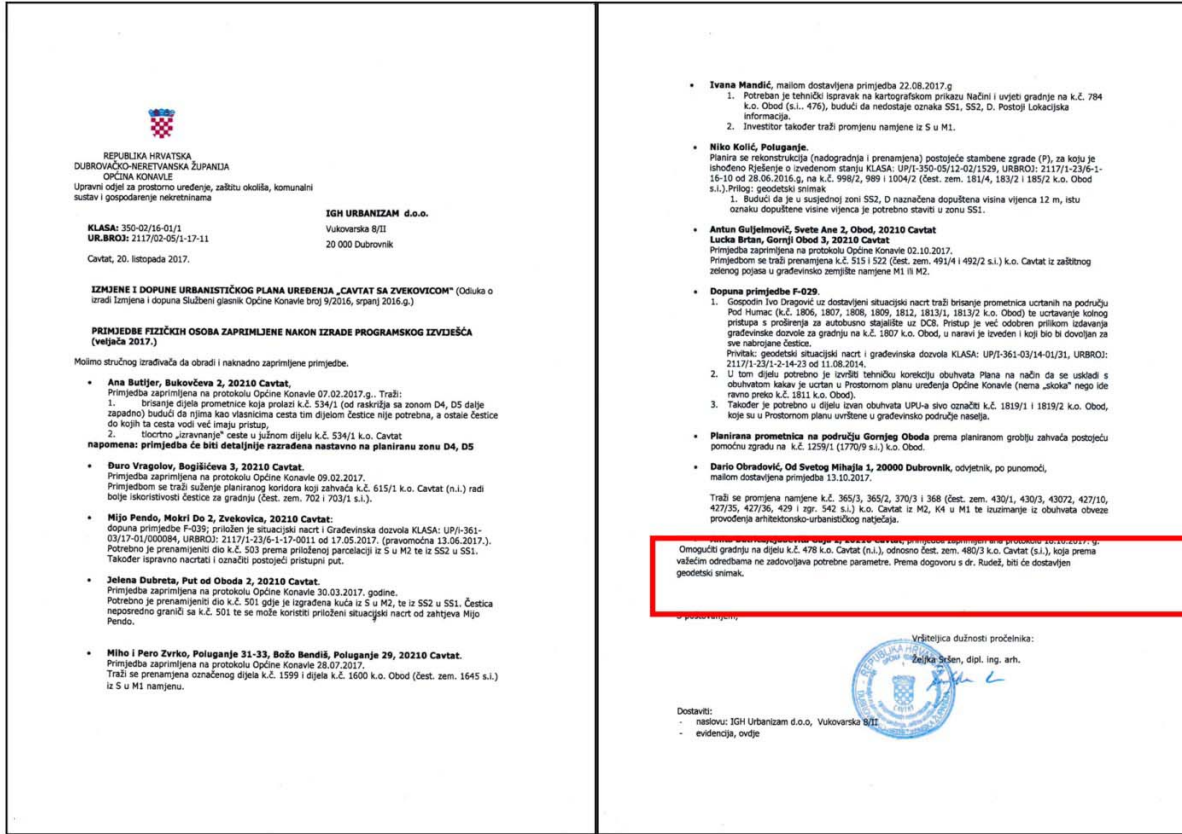 REPUBLIKA HRVATSKA
DUBROVAČKO-NERETVANSKA ŽUPANIJA
OPĆINA KONAVLE
Upravni odjel za prostorno uređenje, zaštitu okoliša, komunalni
sustav i gospodarenje nekretninama
IGH URBANIZAM d.o.o.
Vukovarska 8/II
20 000 Dubrovnik
KLASA: 350-02/16-01/1
UR.BROJ: 2117/02-05/1-17-11
Cavtat, 20. listopada 2017.
IZMJENE I DOPUNE URBANISTIČKOG PLANA UREĐENJA „CAVTAT SA ZVEKOVICOM“ (Odluka o
izradi Izmjena i dopuna Službeni glasnik Općine Konavle broj 9/2016, srpanj 2016.g.)
PRIMJEDBE FIZIČKIH OSOBA ZAPRIMLJENE NAKON IZRADE PROGRAMSKOG IZVIJEŠĆA
(veljača 2017.)
Molimo stručnog izrađivača da obradi i naknadno zaprimljene primjedbe.
• Ana Butijer, Bukovčeva 2, 20210 Cavtat,
Primjedba zaprimljena na protokolu Općine Konavle 07.02.2017.g.. Traži:
1. brisanje dijela prometnice koja prolazi k.č. 534/1 (od raskrižja sa zonom D4, D5 dalje
zapadno) budući da njima kao vlasnicima cesta tim dijelom čestice nije potrebna, a ostale čestice
do kojih ta cesta vodi već imaju pristup,
2. tlocrtno „izravnanje“ ceste u južnom dijelu k.č. 534/1 k.o. Cavtat
napomena: primjedba će biti detaljnije razrađena nastavno na planiranu zonu D4, D5
• Đuro Vragolov, Bogišićeva 3, 20210 Cavtat.
Primjedba zaprimljena na protokolu Općine Konavle 09.02.2017.
Primjedbom se traži suženje planiranog koridora koji zahvaća k.č. 615/1 k.o. Cavtat (n.i.) radi
bolje iskoristivosti čestice za gradnju (čest. zem. 702 i 703/1 s.i.).
• Mijo Pendo, Mokri Do 2, Zvekovica, 20210 Cavtat:
dopuna primjedbe F-039; priložen je situacijski nacrt i Građevinska dozvola KLASA: UP/I-361-
03/17-01/000084, URBROJ: 2117/1-23/6-1-17-0011 od 17.05.2017. (pravomoćna 13.06.2017.).
Potrebno je prenamijeniti dio k.č. 503 prema priloženoj parcelaciji iz S u M2 te iz SS2 u SS1.
Također ispravno nacrtati i označiti postojeći pristupni put.
• Jelena Dubreta, Put od Oboda 2, 20210 Cavtat.
Primjedba zaprimljena na protokolu Općine Konavle 30.03.2017. godine.
Potrebno je prenamijeniti dio k.č. 501 gdje je izgrađena kuća iz S u M2, te iz SS2 u SS1. Čestica
neposredno graniči sa k.č. 501 te se može koristiti priloženi situacijski nacrt od zahtjeva Mijo
Pendo.
• Miho i Pero Zvrko, Poluganje 31-33, Božo Bendiš, Poluganje 29, 20210 Cavtat.
Primjedba zaprimljena na protokolu Općine Konavle 28.07.2017.
Traži se prenamjena označenog dijela k.č. 1599 i dijela k.č. 1600 k.o. Obod (čest. zem. 1645 s.i.)
iz S u M1 namjenu.
• Ivana Mandić, mailom dostavljena primjedba 22.08.2017.g
1. Potreban je tehnički ispravak na kartografskom prikazu Načini i uvjeti gradnje na k.č. 784
k.o. Obod (s.i.. 476), budući da nedostaje oznaka SS1, SS2, D. Postoji Lokacijska
informacija.
2. Investitor također traži promjenu namjene iz S u M1.
• Niko Kolić, Poluganje.
Planira se rekonstrukcija (nadogradnja i prenamjena) postojeće stambene zgrade (P), za koju je
ishođeno Rješenje o izvedenom stanju KLASA: UP/I-350-05/12-02/1529, URBROJ: 2117/1-23/6-1-
16-10 od 28.06.2016.g, na k.č. 998/2, 989 i 1004/2 (čest. zem. 181/4, 183/2 i 185/2 k.o. Obod
s.i.).Prilog: geodetski snimak
1. Budući da je u susjednoj zoni SS2, D naznačena dopuštena visina vijenca 12 m, istu
oznaku dopuštene visine vijenca je potrebno staviti u zonu SS1.
• Antun Guljelmović, Svete Ane 2, Obod, 20210 Cavtat
Lucka Brtan, Gornji Obod 3, 20210 Cavtat
Primjedba zaprimljena na protokolu Općine Konavle 02.10.2017.
Primjedbom se traži prenamjena k.č. 515 i 522 (čest. zem. 491/4 i 492/2 s.i.) k.o. Cavtat iz zaštitnog
zelenog pojasa u građevinsko zemljište namjene M1 ili M2.
• Dopuna primjedbe F-029.
1. Gospodin Ivo Dragović uz dostavljeni situacijski nacrt traži brisanje prometnica ucrtanih na području
Pod Humac (k.č. 1806, 1807, 1808, 1809, 1812, 1813/1, 1813/2 k.o. Obod) te ucrtavanje kolnog
pristupa s proširenja za autobusno stajalište uz DC8. Pristup je već odobren prilikom izdavanja
građevinske dozvole za gradnju na k.č. 1807 k.o. Obod, u naravi je izveden i koji bio bi dovoljan za
sve nabrojane čestice.
Privitak: geodetski situacijski nacrt i građevinska dozvola KLASA: UP/I-361-03/14-01/31, URBROJ:
2117/1-23/1-2-14-23 od 11.08.2014.
2. U tom dijelu potrebno je izvršiti tehničku korekciju obuhvata Plana na način da se uskladi s
obuhvatom kakav je ucrtan u Prostornom planu uređenja Općine Konavle (nema „skoka“ nego ide
ravno preko k.č. 1811 k.o. Obod).
3. Također je potrebno u dijelu izvan obuhvata UPU-a sivo označiti k.č. 1819/1 i 1819/2 k.o. Obod,
koje su u Prostornom planu uvrštene u građevinsko područje naselja.
• Planirana prometnica na području Gornjeg Oboda prema planiranom groblju zahvaća postojeću
pomoćnu zgradu na k.č. 1259/1 (1770/9 s.i.) k.o. Obod.
• Dario Obradović, Od Svetog Mihajla 1, 20000 Dubrovnik, odvjetnik, po punomoći,
mailom dostavljena primjedba 13.10.2017.
Traži se promjena namjene k.č. 365/3, 365/2, 370/3 i 368 (čest. zem. 430/1, 430/3, 43072, 427/10,
427/35, 427/36, 429 i zgr. 542 s.i.) k.o. Cavtat iz M2, K4 u M1 te izuzimanje iz obuhvata obveze
provođenja arhitektonsko-urbanističkog natječaja.
Omogućiti gradnju na dijelu k.č. 478 k.o. Cavtat (n.i.), odnosno čest. zem. 480/3 k.o. Cavtat (s.i.), koja prema
važećim odredbama ne zadovoljava potrebne parametre. Prema dogovoru s dr. Rudež, biti će dostavljen
geodetski snimak.
Vršiteljica dužnosti pročelnika:
Željka Sršen, dipl. ing. arh.
Dostaviti:
- naslovu: IGH Urbanizam d.o.o, Vukovarska 8/II
- evidencija, ovdje